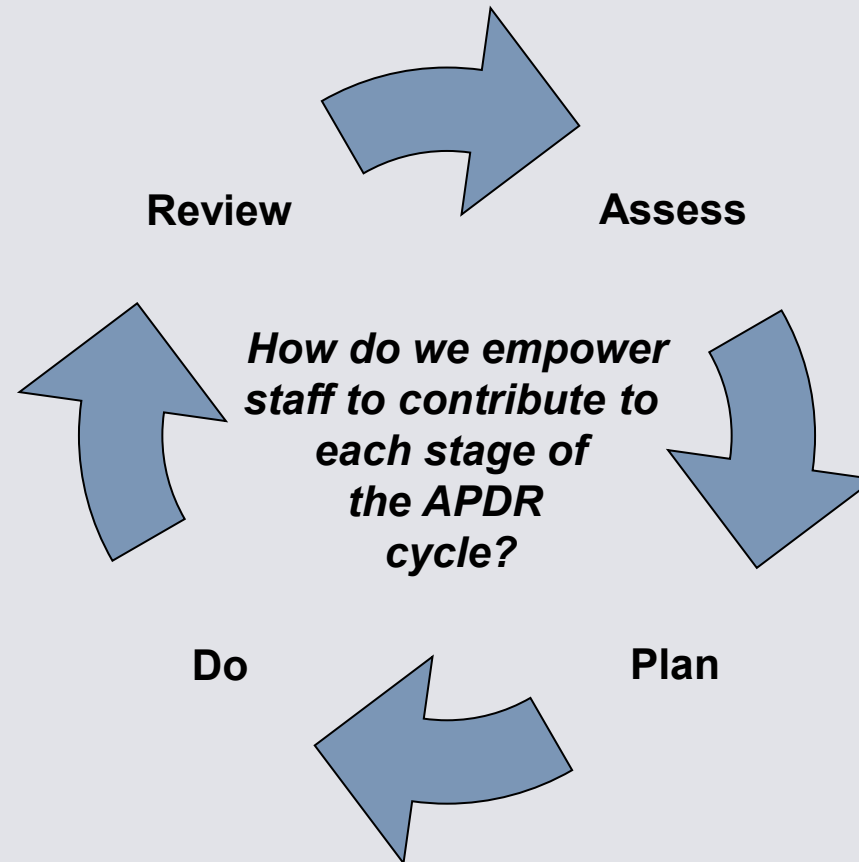 Review
Assess
How do we empower
staff to contribute to
each stage of
the APDR
cycle?
Do
Plan